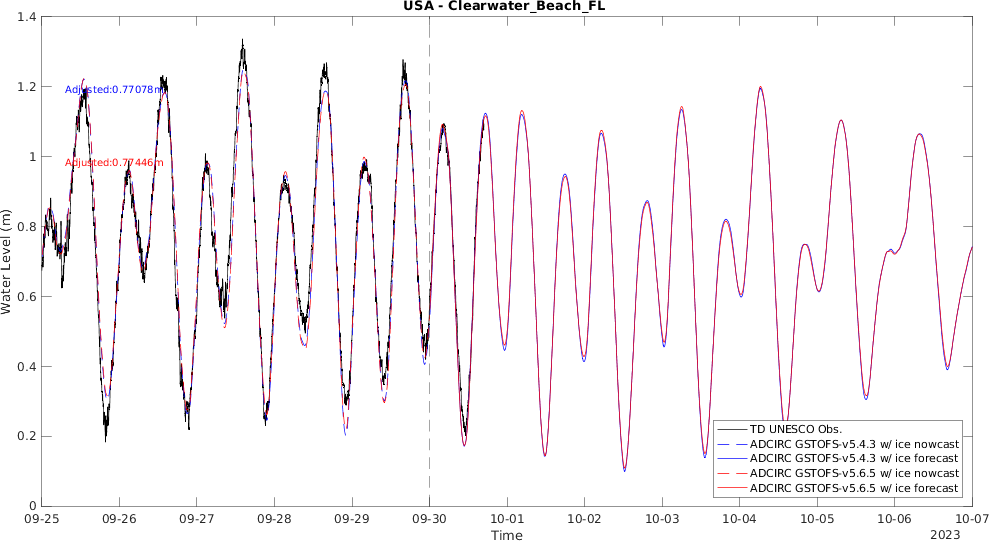 USA - Clearwater_Beach_FL
1.4
1.2
1
0.8
0.6
0.4
0.2
0
Water Level (m)
Adjusted:0.77078m
Adjusted:0.77446m
TD UNESCO Obs.
ADCIRC GSTOFS-v5.4.3 w/ ice nowcast
ADCIRC GSTOFS-v5.4.3 w/ ice forecast
ADCIRC GSTOFS-v5.6.5 w/ ice nowcast
ADCIRC GSTOFS-v5.6.5 w/ ice forecast
09-25 09-26 09-27 09-28 09-29 09-30 10-01 10-02 10-03 10-04 10-05 10-06 10-07
Time
2023